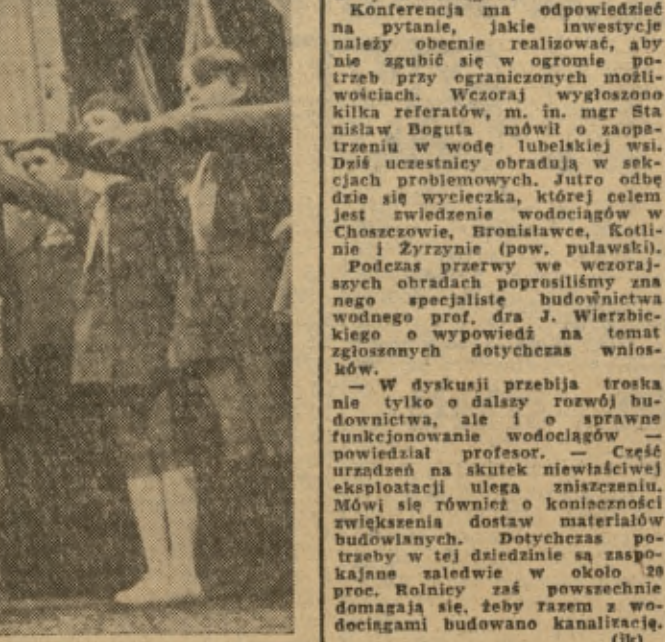 Konferencja ma odpowiedzieć
na pytanie, jakie inwestycje
należy obecnie realizować, aby
nie zgubić się w ogromie po-
trzeb przy ograniczonych możli-
wościach. Wczoraj wygłoszono
kilka referatów, m. in. mgr Sta
nisław Boguta mówił o zaopa-
trzeniu w wodę lubelskiej wsi.
Dziś uczestnicy obradują w sek-
cjach problemowych. Jutro odbę
dzie się wycieczka, której celem
jest zwiedzenie wodociągów w
Choszczowie, Bronisławce, Kotli-
nie i Żyrzynie (pow. puławski).
Podczas przerwy we wczoraj-
szych obradach poprosiliśmy zna
nego specjalistę budownictwa
wodnego prof. dra J. Wierzbic-
kiego o wypowiedź na temat
zgłoszonych dotychczas wnios-
ków.
— W dyskusji przebija troska
nie tylko o dalszy rozwój bu-
downictwa, ale i o sprawne
funkcjonowanie wodociągów —
powiedział profesor. — Część
urządzeń na skutek niewłaściwej
eksploatacji ulega zniszczeniu.
Mówi się również o konieczności
zwiększenia dostaw materiałów
budowlanych. Dotychczas po-
trzeby w tej dziedzinie są zaspo-
kajane zaledwie w około 20
proc. Rolnicy zaś powszechnie
domagają się, żeby razem z wo-
dociągami budowano kanalizację.